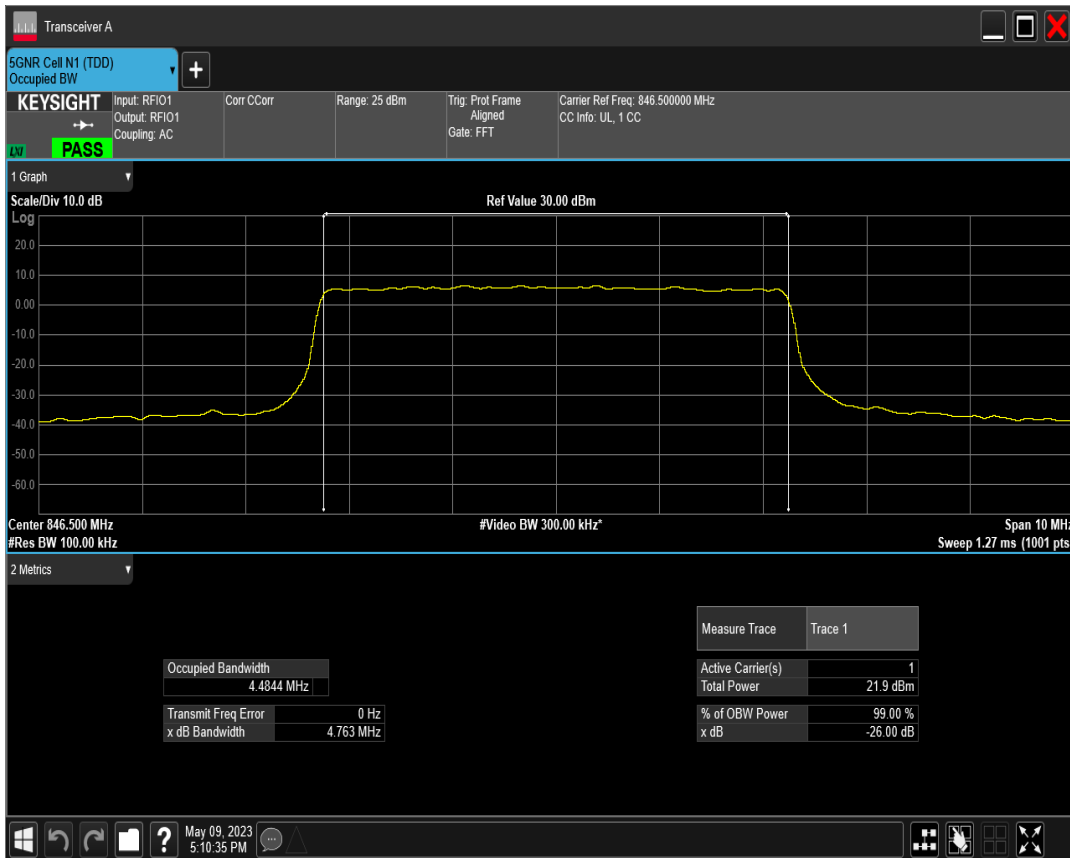 Transceiver A
5GNR Cell N1 (TDD)
Occupied BW
+
KEYSIGHT
LXI
PASS
Input: RFIO1
Output: RFIO1
Coupling: AC
Corr CCorr
Range: 25 dBm
Trig: Prot Frame
Aligned
Gate: FFT
Carrier Ref Freq: 846.500000 MHz
CC Info: UL, 1 CC
1 Graph
Scale/Div 10.0 dB
Ref Value 30.00 dBm
Log
20.0
10.0
0.00
-10.0
-20.0
-30.0
-40.0
-50.0
-60.0
Center 846.500 MHz
#Video BW 300.00 kHz*
Span 10 MHz
#Res BW 100.00 kHz
Sweep 1.27 ms (1001 pts
2 Metrics
Measure Trace Trace 1
Occupied Bandwidth
4.4844 MHz
Active Carrier(s) 1
Total Power 21.9 dBm
Transmit Freq Error 0 Hz
x dB Bandwidth 4.763 MHz
% of OBW Power 99.00 %
x dB -26.00 dB
?
May 09, 2023
5:10:35 PM